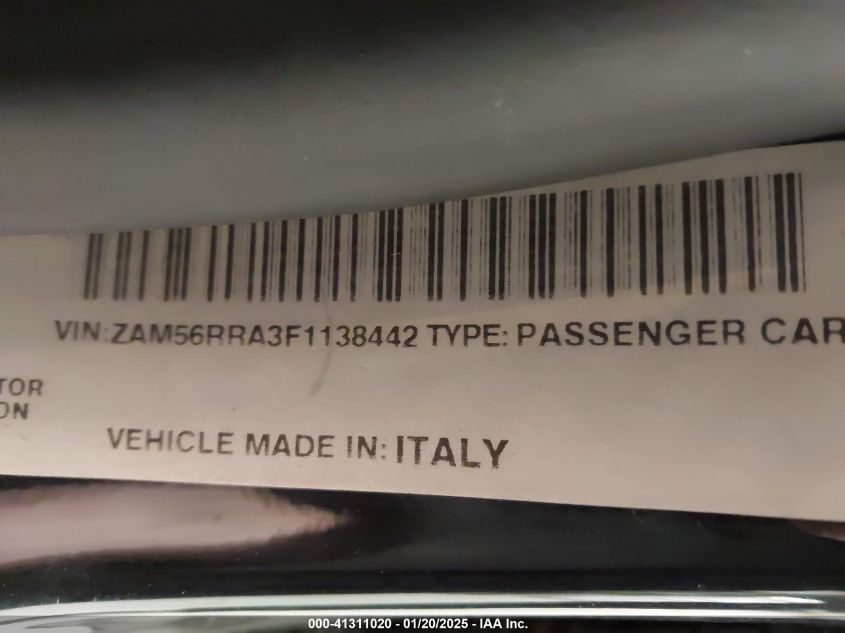 VIN:ZAM56RRA3F1138442 TYPE: PASSENGER CAR
TOR
ON
VEHICLE MADE IN: ITALY
000-41311020 - 01/20/2025 - IAA Inc.